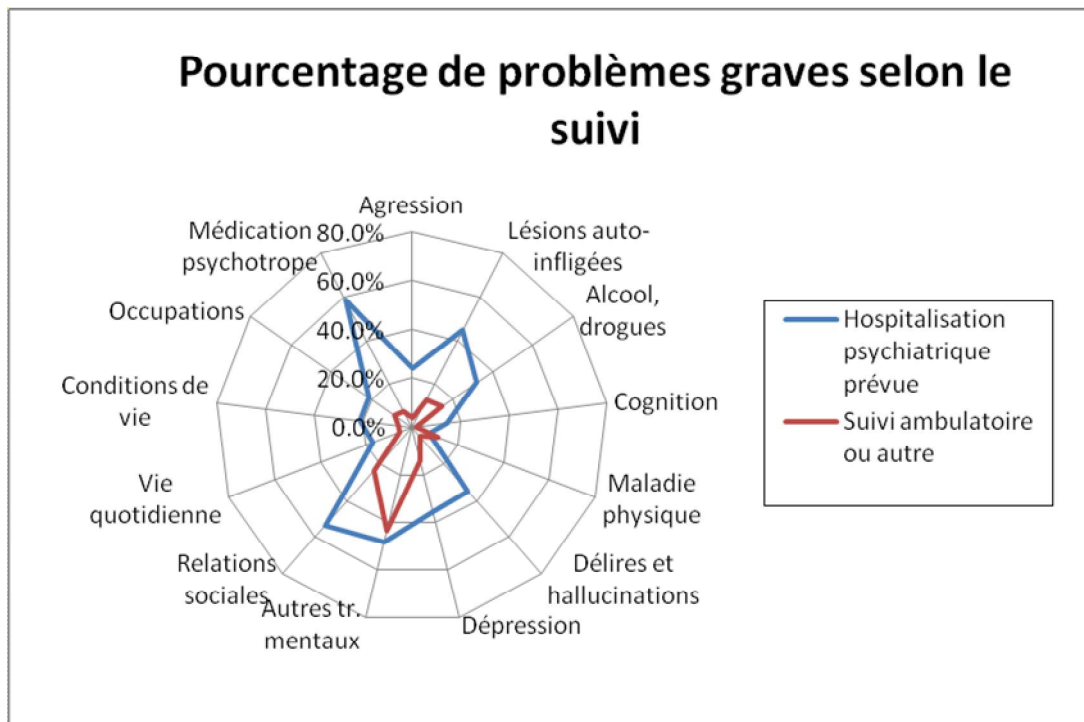 Pourcentage de problèmes graves selon le
suivi
Agression
Lésions auto-
infligées
Alcool,
drogues
Cognition
Maladie
physique
Délires et
hallucinations
Dépression
Autres tr.
mentaux
Relations
sociales
Vie
quotidienne
Conditions de
vie
Occupations
Médication
psychotrope
80.0%
60.0%
40.0%
20.0%
0.0%
Hospitalisation
psychiatrique
prévue
Suivi ambulatoire
ou autre